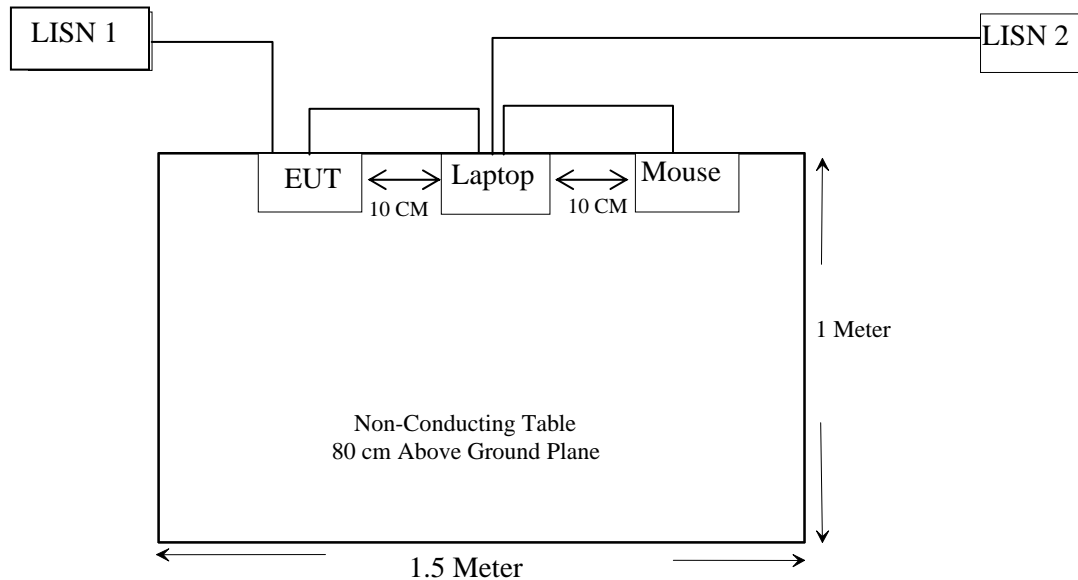 LISN 1
LISN 2
EUT
Laptop
Mouse
10 CM
10 CM
1 Meter
Non-Conducting Table
80 cm Above Ground Plane
1.5 Meter